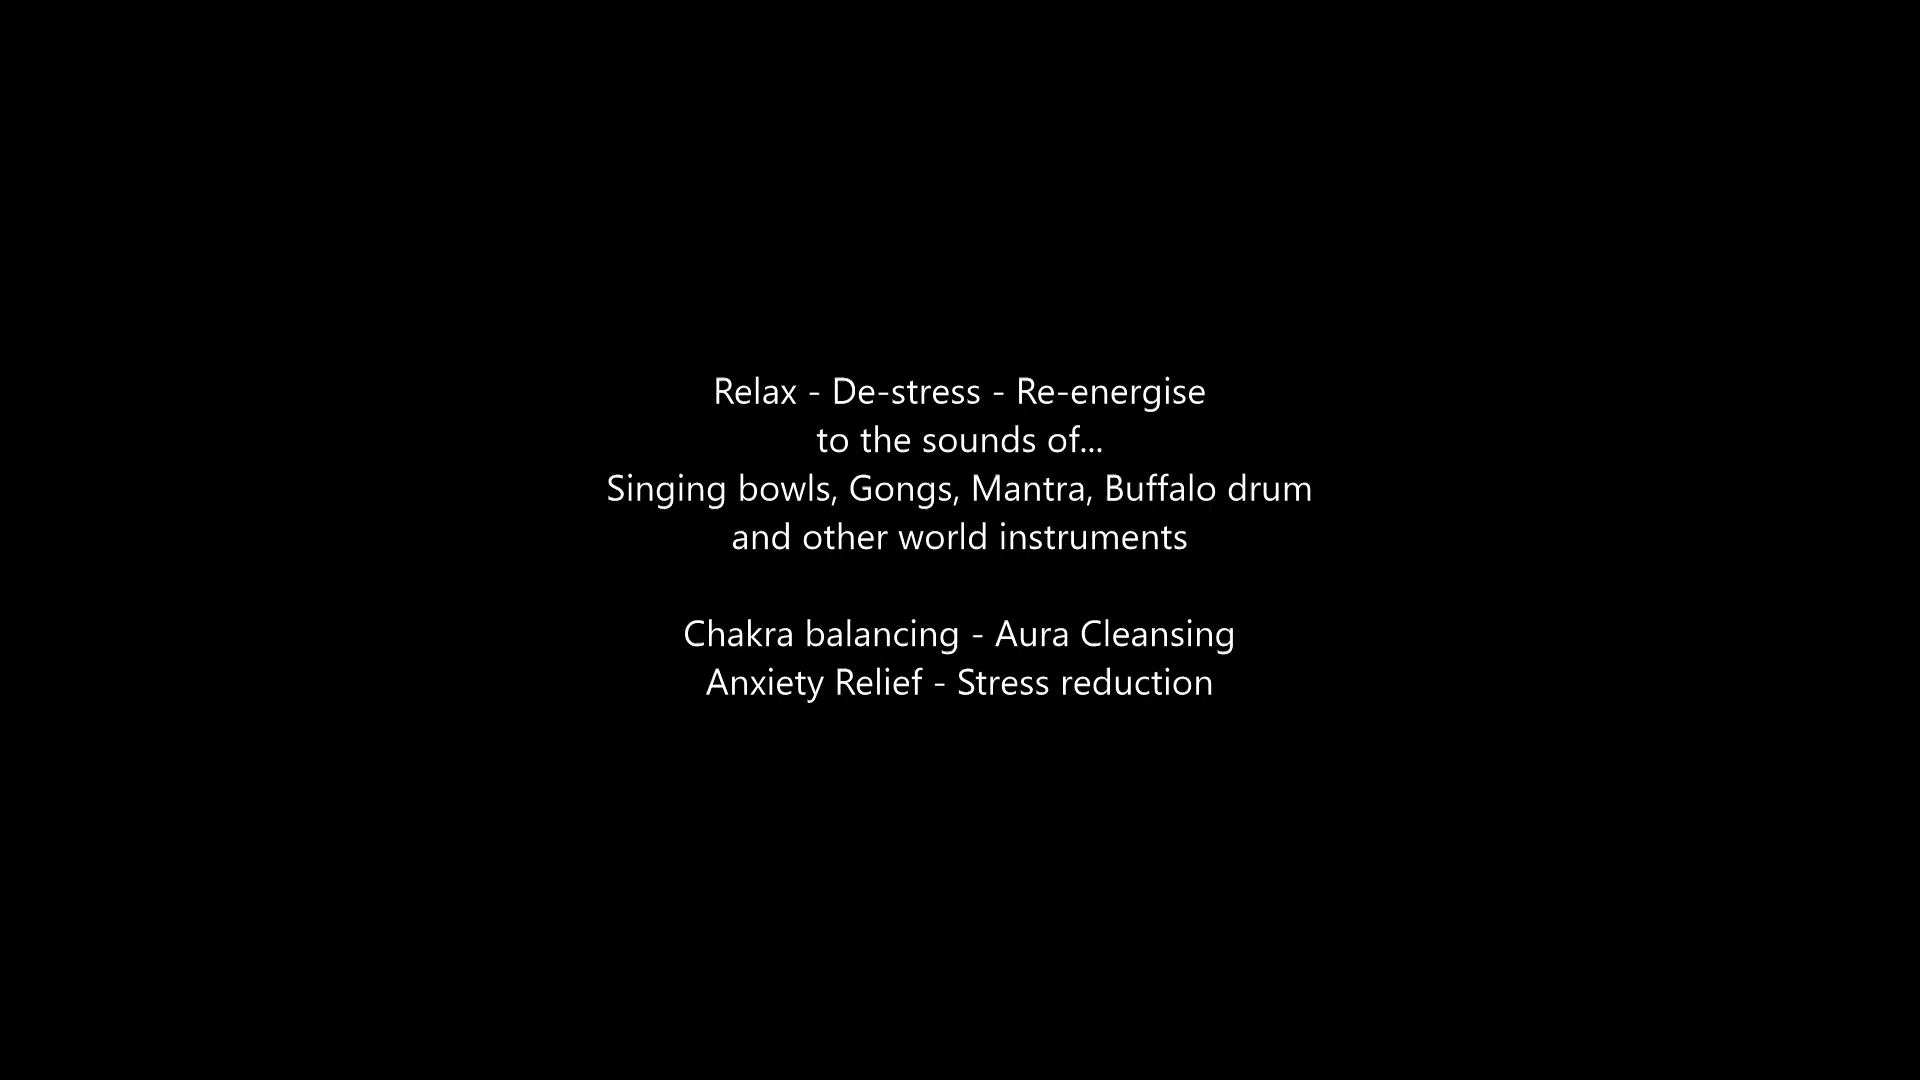 Relax - De-stress - Re-energise
to the sounds of...
Singing bowls, Gongs, Mantra, Buffalo drum
and other world instruments
Chakra balancing - Aura Cleansing
Anxiety Relief - Stress reduction